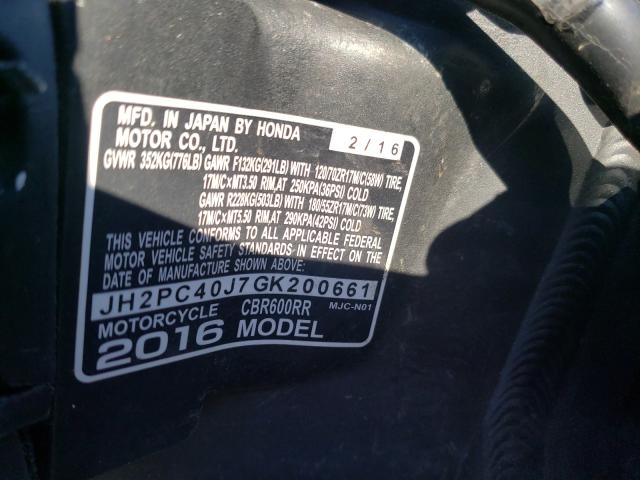 MFD. IN JAPAN BY HONDA
MOTOR CO., LTD.
2/16
GVWR 352KG(776LB) GAWR F132KG(291LB) WITH 120/70ZR17M/C(58W) TIRE,
17M/C×MT3.50 RIM,AT 250KPA(36PSI) COLD
GAWR R228KG(503LB) WITH 180/55ZR17M/C(73W) TIRE,
17M/C×MT5.50 RIM,AT 290KPA(42PSI) COLD
THIS VEHICLE CONFORMS TO ALL APPLICABLE FEDERAL
MOTOR VEHICLE SAFETY STANDARDS IN EFFECT ON THE
DATE OF MANUFACTURE SHOWN ABOVE:
JH2PC40J7GK200661
MOTORCYCLE CBR600RR MJC-N01
2016 MODEL